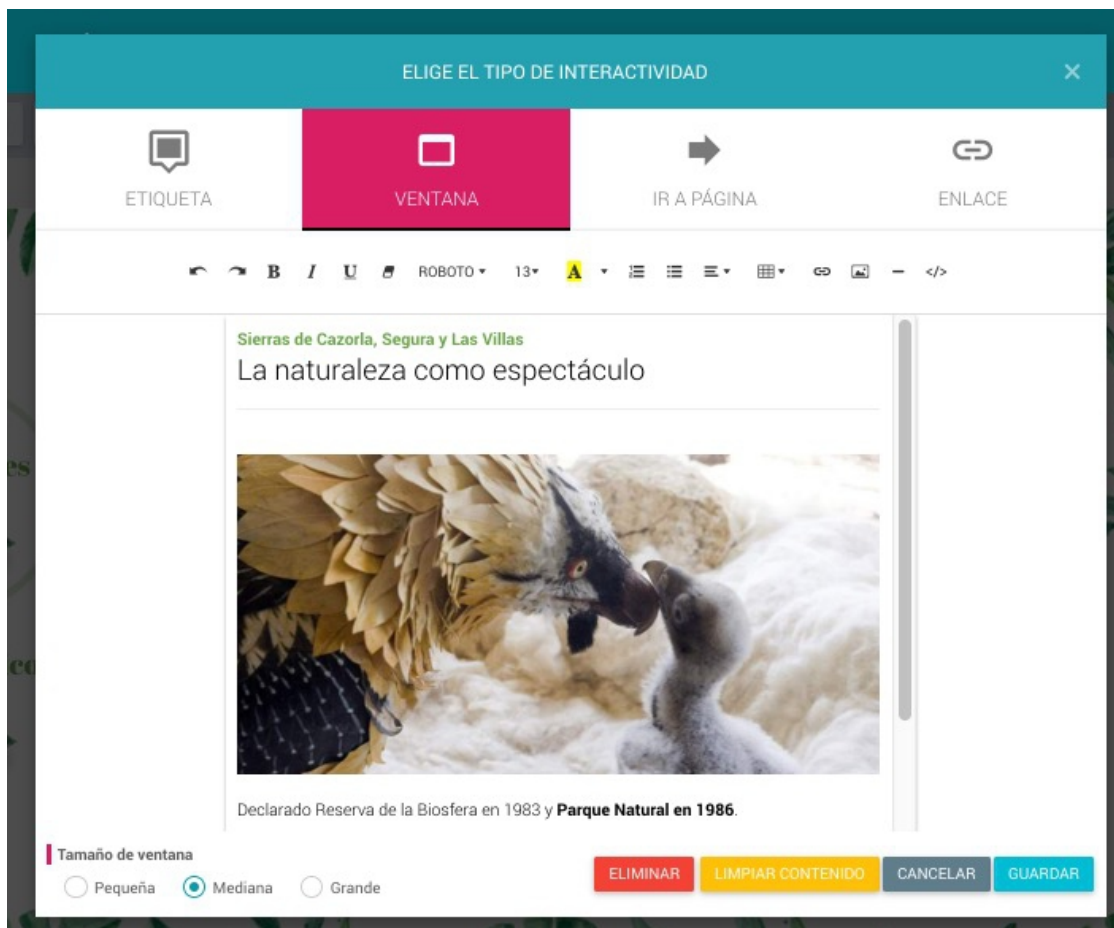 ELIGE EL TIPO DE INTERACTIVIDAD
ETIQUETA
VENTANA
IR A PÁGINA
ENLACE
B I U ROBOTO 13 A </>
Sierras de Cazorla, Segura y Las Villas
La naturaleza como espectáculo
Declarado Reserva de la Biosfera en 1983 y Parque Natural en 1986.
Tamaño de ventana
Pequeña Mediana Grande
ELIMINAR
LIMPIAR CONTENIDO
CANCELAR
GUARDAR